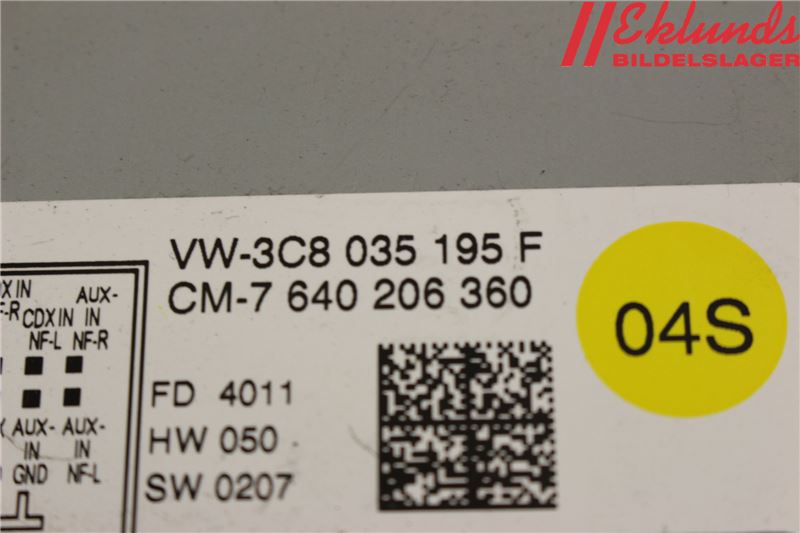 Eklunds
BILDELSLAGER
VW-3C8 035 195 F
CM-7 640 206 360
04S
IN
AUX-
CDX IN
IN
NF-L
NF-R
FD 4011
HW 050
SW 0207
AUX-
AUX-
IN
IN
GND
NF-L